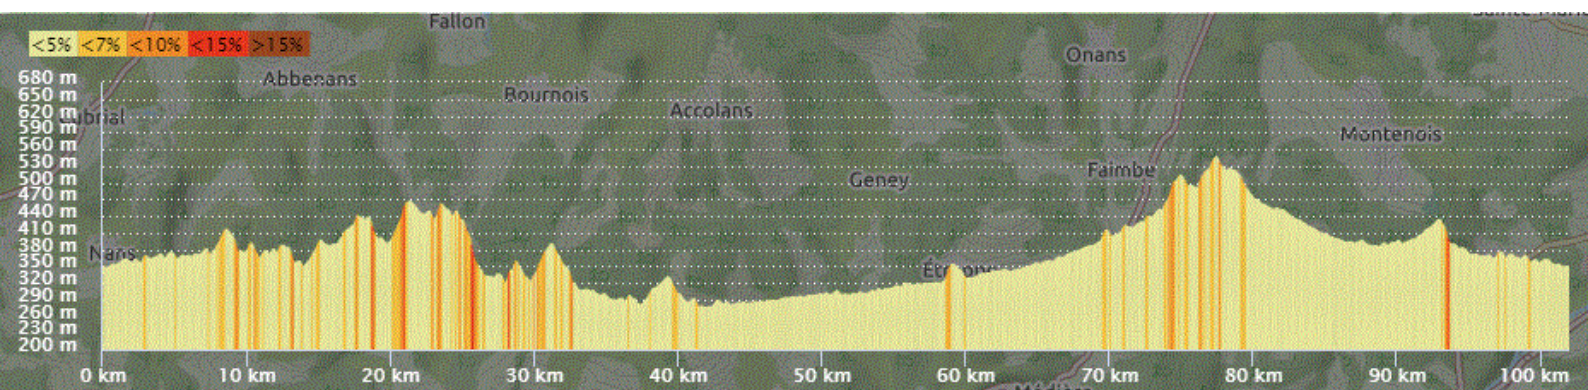 Fallon
<5% <7% <10% <15% >15%
Onans
680 m
Abbenans
650 m
Bournois
620 m
Accolans
590 m
Montenois
560 m
530 m
Faimbe
500 m
Geney
470 m
440 m
410 m
380 m
Nans
350 m
320 m
290 m
260 m
230 m
200 m
0 km 10 km 20 km 30 km 40 km 50 km 60 km 70 km 80 km 90 km 100 km